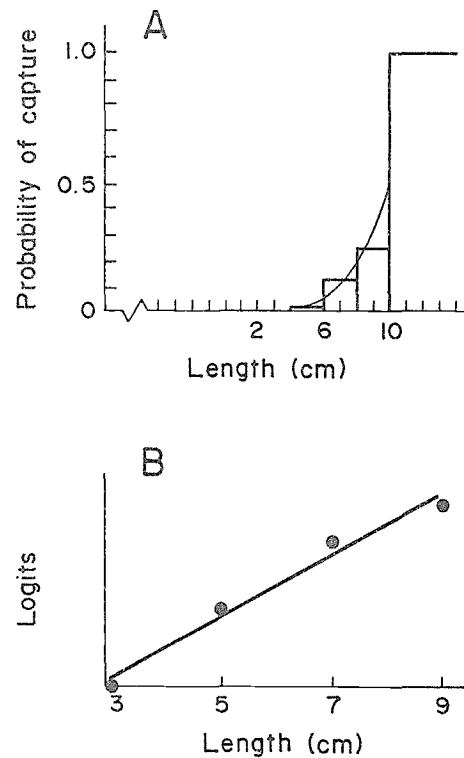 A
Probability of capture
1.0
0.5
0
2 6 10
Length (cm)
B
Logits
3 5 7 9
Length (cm)